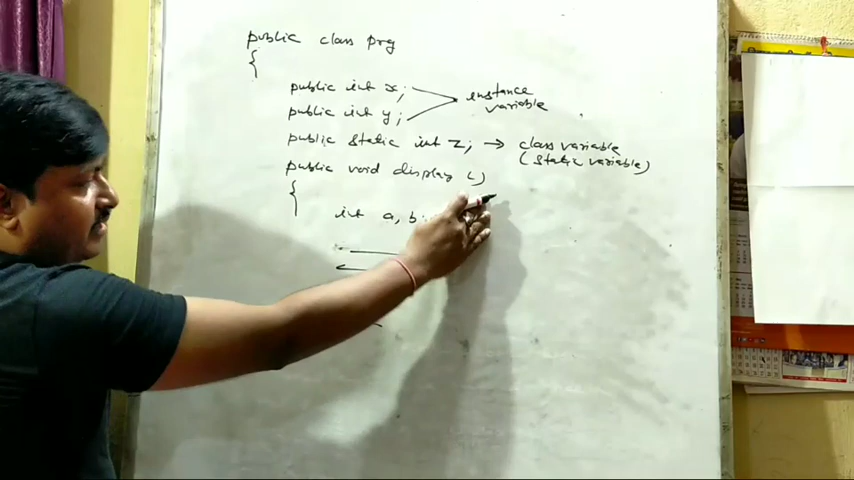 public class prg
{
public int x;
public int y;
instance
variable
public static int z; → class variable
(static variable)
public void display ()
{
int a, b